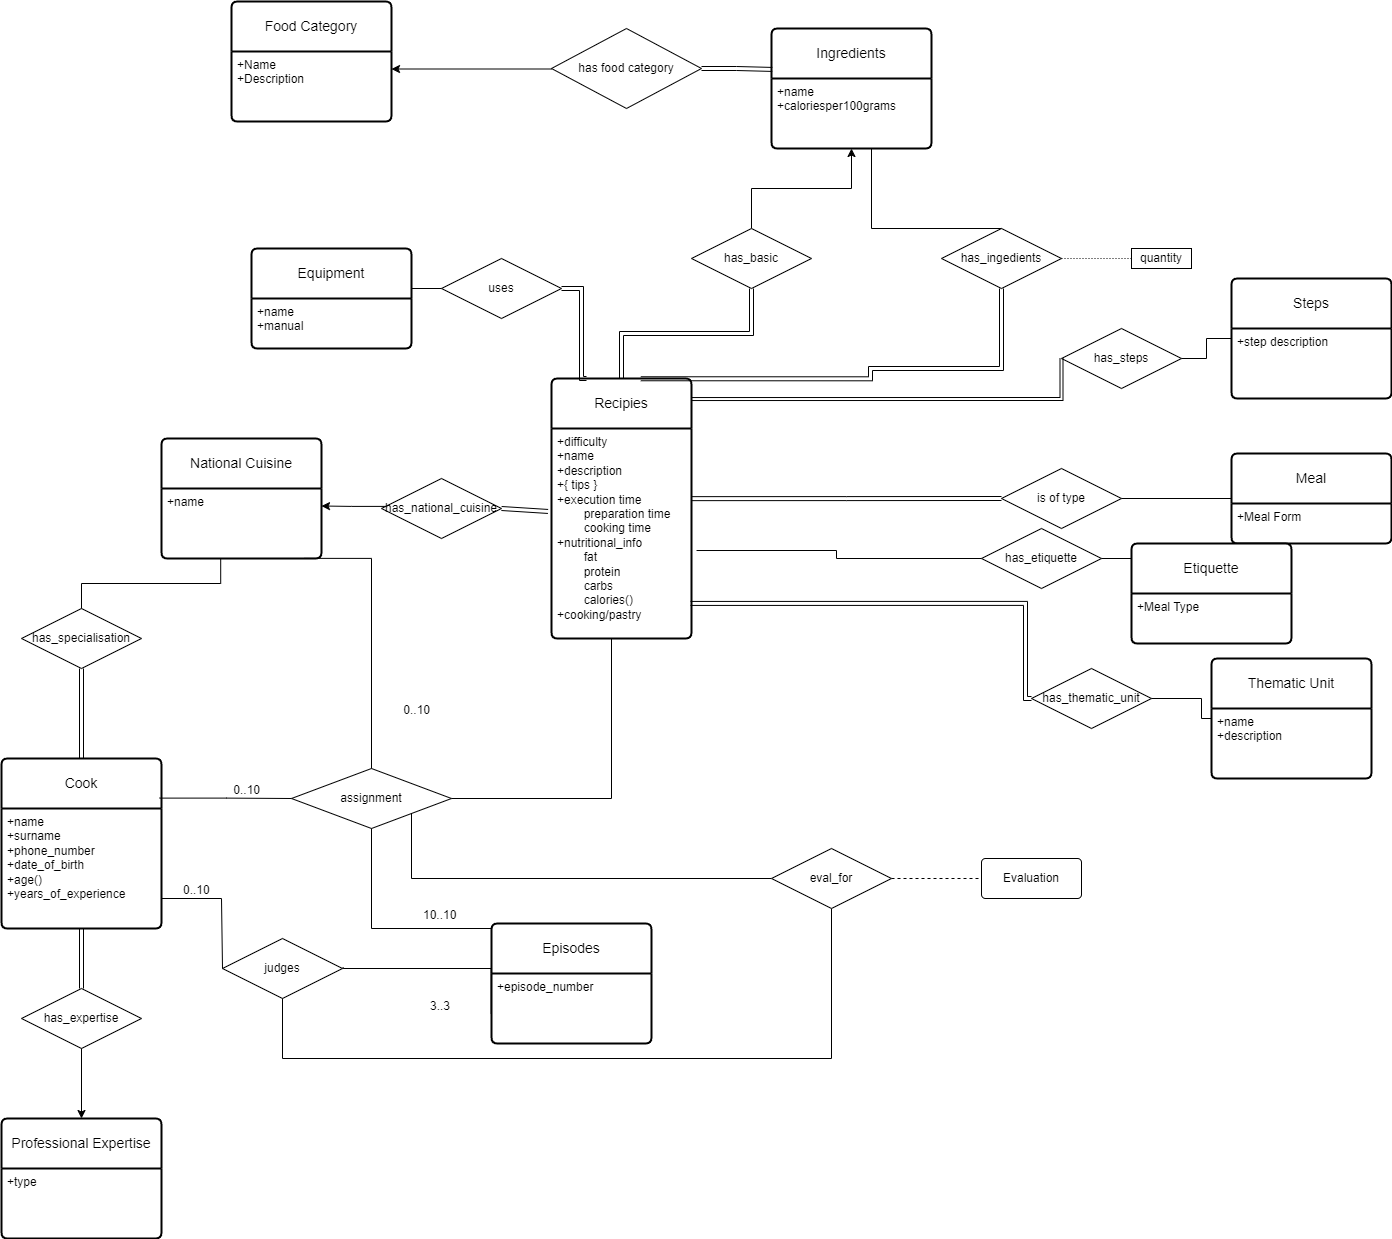 Food Category
+Name
+Description
has food category
Ingredients
+name
+caloriesper100grams
Equipment
+name
+manual
uses
has_basic
has_ingedients
quantity
Steps
+step description
has_steps
Recipies
+difficulty
+name
+description
+{ tips }
+execution time
preparation time
cooking time
+nutritional_info
fat
protein
carbs
calories()
+cooking/pastry
National Cuisine
+name
has_national_cuisine
is of type
Meal
+Meal Form
has_etiquette
Etiquette
+Meal Type
has_specialisation
has_thematic_unit
Thematic Unit
+name
+description
0..10
Cook
+name
+surname
+phone_number
+date_of_birth
+age()
+years_of_experience
0..10
assignment
0..10
eval_for
Evaluation
10..10
judges
Episodes
+episode_number
3..3
has_expertise
Professional Expertise
+type